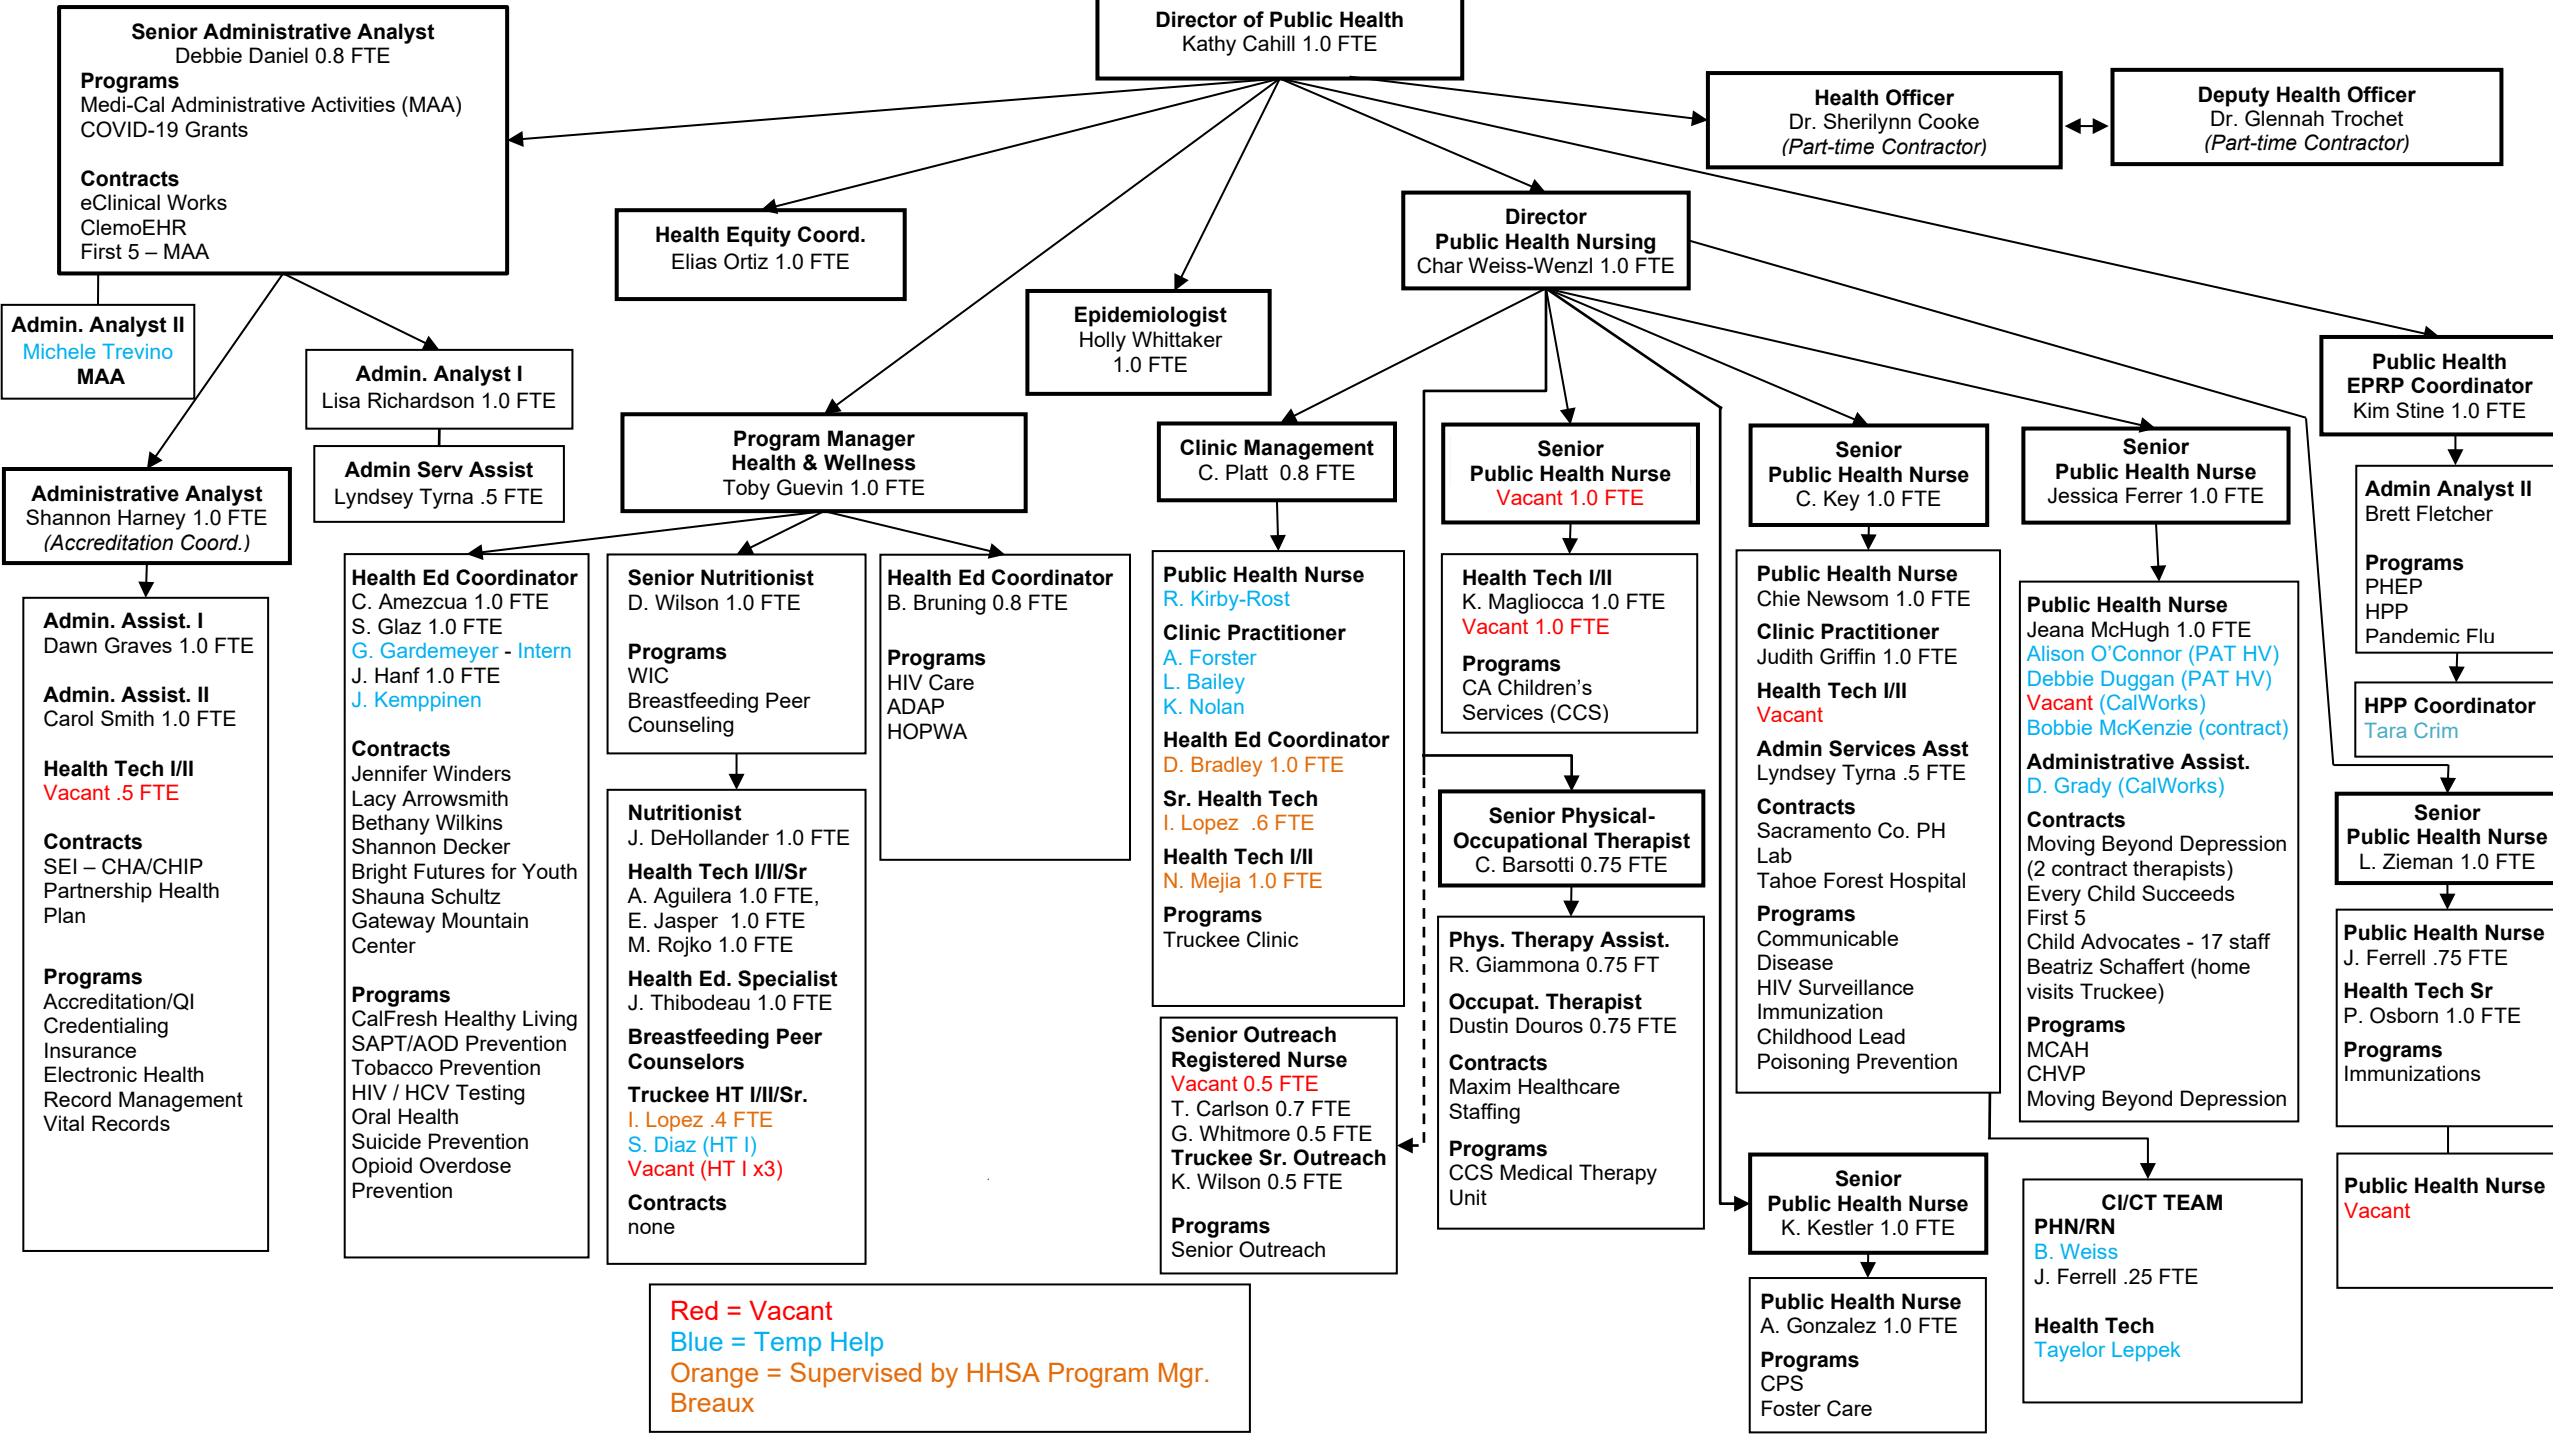 Senior Administrative Analyst
Debbie Daniel 0.8 FTE
Programs
Medi-Cal Administrative Activities (MAA)
COVID-19 Grants
Contracts
eClinical Works
ClemoEHR
First 5 – MAA
Director of Public Health
Kathy Cahill 1.0 FTE
Health Officer
Dr. Sherilynn Cooke
(Part-time Contractor)
Deputy Health Officer
Dr. Glennah Trochet
(Part-time Contractor)
Health Equity Coord.
Elias Ortiz 1.0 FTE
Director
Public Health Nursing
Char Weiss-Wenzl 1.0 FTE
Epidemiologist
Holly Whittaker
1.0 FTE
Admin. Analyst II
Michele Trevino
MAA
Admin. Analyst I
Lisa Richardson 1.0 FTE
Admin Serv Assist
Lyndsey Tyrna .5 FTE
Administrative Analyst
Shannon Harney 1.0 FTE
(Accreditation Coord.)
Program Manager
Health & Wellness
Toby Guevin 1.0 FTE
Clinic Management
C. Platt 0.8 FTE
Senior
Public Health Nurse
Vacant 1.0 FTE
Senior
Public Health Nurse
C. Key 1.0 FTE
Senior
Public Health Nurse
Jessica Ferrer 1.0 FTE
Public Health
EPRP Coordinator
Kim Stine 1.0 FTE
Admin. Assist. I
Dawn Graves 1.0 FTE
Admin. Assist. II
Carol Smith 1.0 FTE
Health Tech I/II
Vacant .5 FTE
Contracts
SEI – CHA/CHIP
Partnership Health
Plan
Programs
Accreditation/QI
Credentialing
Insurance
Electronic Health
Record Management
Vital Records
Health Ed Coordinator
C. Amezcua 1.0 FTE
S. Glaz 1.0 FTE
G. Gardemeyer - Intern
J. Hanf 1.0 FTE
J. Kemppinen
Contracts
Jennifer Winders
Lacy Arrowsmith
Bethany Wilkins
Shannon Decker
Bright Futures for Youth
Shauna Schultz
Gateway Mountain
Center
Programs
CalFresh Healthy Living
SAPT/AOD Prevention
Tobacco Prevention
HIV / HCV Testing
Oral Health
Suicide Prevention
Opioid Overdose
Prevention
Senior Nutritionist
D. Wilson 1.0 FTE
Programs
WIC
Breastfeeding Peer
Counseling
Nutritionist
J. DeHollander 1.0 FTE
Health Tech I/II/Sr
A. Aguilera 1.0 FTE,
E. Jasper 1.0 FTE
M. Rojko 1.0 FTE
Health Ed. Specialist
J. Thibodeau 1.0 FTE
Breastfeeding Peer
Counselors
Truckee HT I/II/Sr.
I. Lopez .4 FTE
S. Diaz (HT I)
Vacant (HT I x3)
Contracts
none
Health Ed Coordinator
B. Bruning 0.8 FTE
Programs
HIV Care
ADAP
HOPWA
Public Health Nurse
R. Kirby-Rost
Clinic Practitioner
A. Forster
L. Bailey
K. Nolan
Health Ed Coordinator
D. Bradley 1.0 FTE
Sr. Health Tech
I. Lopez .6 FTE
Health Tech I/II
N. Mejia 1.0 FTE
Programs
Truckee Clinic
Senior Outreach
Registered Nurse
Vacant 0.5 FTE
T. Carlson 0.7 FTE
G. Whitmore 0.5 FTE
Truckee Sr. Outreach
K. Wilson 0.5 FTE
Programs
Senior Outreach
Health Tech I/II
K. Magliocca 1.0 FTE
Vacant 1.0 FTE
Programs
CA Children's
Services (CCS)
Senior Physical-
Occupational Therapist
C. Barsotti 0.75 FTE
Phys. Therapy Assist.
R. Giammona 0.75 FT
Occupat. Therapist
Dustin Douros 0.75 FTE
Contracts
Maxim Healthcare
Staffing
Programs
CCS Medical Therapy
Unit
Public Health Nurse
Chie Newsom 1.0 FTE
Clinic Practitioner
Judith Griffin 1.0 FTE
Health Tech I/II
Vacant
Admin Services Asst
Lyndsey Tyrna .5 FTE
Contracts
Sacramento Co. PH
Lab
Tahoe Forest Hospital
Programs
Communicable
Disease
HIV Surveillance
Immunization
Childhood Lead
Poisoning Prevention
Senior
Public Health Nurse
K. Kestler 1.0 FTE
Public Health Nurse
A. Gonzalez 1.0 FTE
Programs
CPS
Foster Care
Public Health Nurse
Jeana McHugh 1.0 FTE
Alison O'Connor (PAT HV)
Debbie Duggan (PAT HV)
Vacant (CalWorks)
Bobbie McKenzie (contract)
Administrative Assist.
D. Grady (CalWorks)
Contracts
Moving Beyond Depression
(2 contract therapists)
Every Child Succeeds
First 5
Child Advocates - 17 staff
Beatriz Schaffert (home
visits Truckee)
Programs
MCAH
CHVP
Moving Beyond Depression
CI/CT TEAM
PHN/RN
B. Weiss
J. Ferrell .25 FTE
Health Tech
Tayelor Leppek
Admin Analyst II
Brett Fletcher
Programs
PHEP
HPP
Pandemic Flu
HPP Coordinator
Tara Crim
Senior
Public Health Nurse
L. Zieman 1.0 FTE
Public Health Nurse
J. Ferrell .75 FTE
Health Tech Sr
P. Osborn 1.0 FTE
Programs
Immunizations
Public Health Nurse
Vacant
Red = Vacant
Blue = Temp Help
Orange = Supervised by HHSA Program Mgr.
Breaux